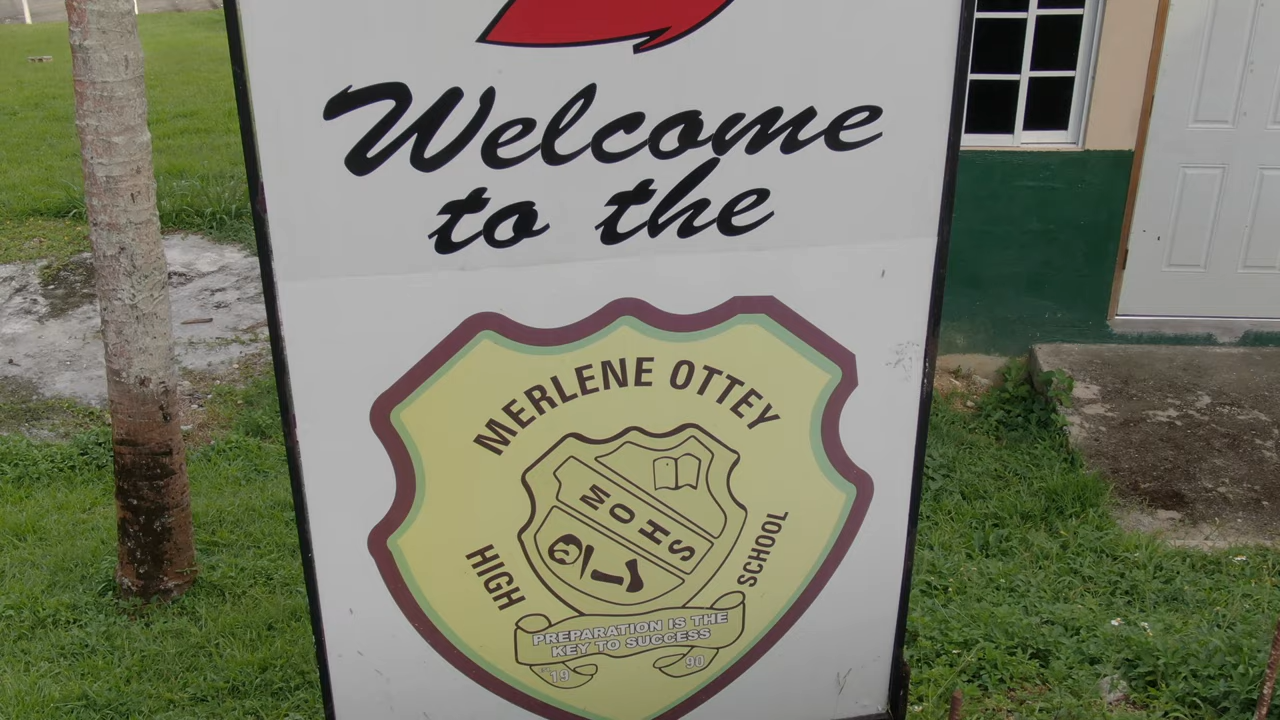 Welcome
to the
MERLENE OTTEY
MOHS
HIGH
SCHOOL
PREPARATION IS THE
KEY TO SUCCESS
19 90